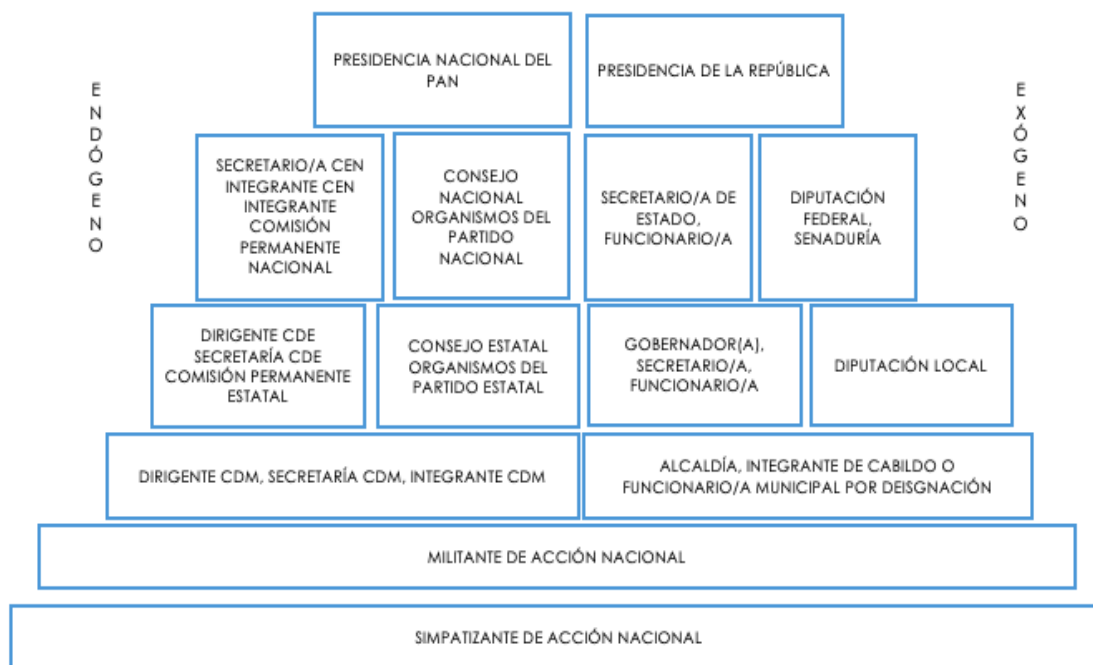 PRESIDENCIA NACIONAL DEL
PAN
PRESIDENCIA DE LA REPÚBLICA
ENDÓGENO
EXÓGENO
SECRETARIO/A CEN
INTEGRANTE CEN
INTEGRANTE
COMISIÓN
PERMANENTE
NACIONAL
CONSEJO
NACIONAL
ORGANISMOS DEL
PARTIDO
NACIONAL
SECRETARIO/A DE
ESTADO,
FUNCIONARIO/A
DIPUTACIÓN
FEDERAL,
SENADURÍA
DIRIGENTE CDE
SECRETARÍA CDE
COMISIÓN PERMANENTE
ESTATAL
CONSEJO ESTATAL
ORGANISMOS DEL
PARTIDO ESTATAL
GOBERNADOR(A),
SECRETARIO/A,
FUNCIONARIO/A
DIPUTACIÓN LOCAL
DIRIGENTE CDM, SECRETARÍA CDM, INTEGRANTE CDM
ALCALDÍA, INTEGRANTE DE CABILDO O
FUNCIONARIO/A MUNICIPAL POR DEISGNACIÓN
MILITANTE DE ACCIÓN NACIONAL
SIMPATIZANTE DE ACCIÓN NACIONAL